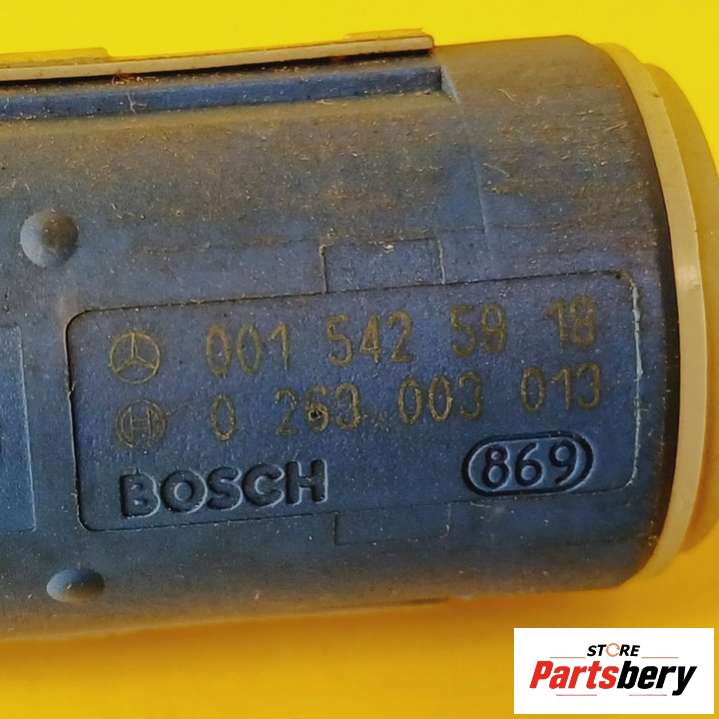 001 542 59 18
0 263 003 013
BOSCH 869
STORE
Partsbery